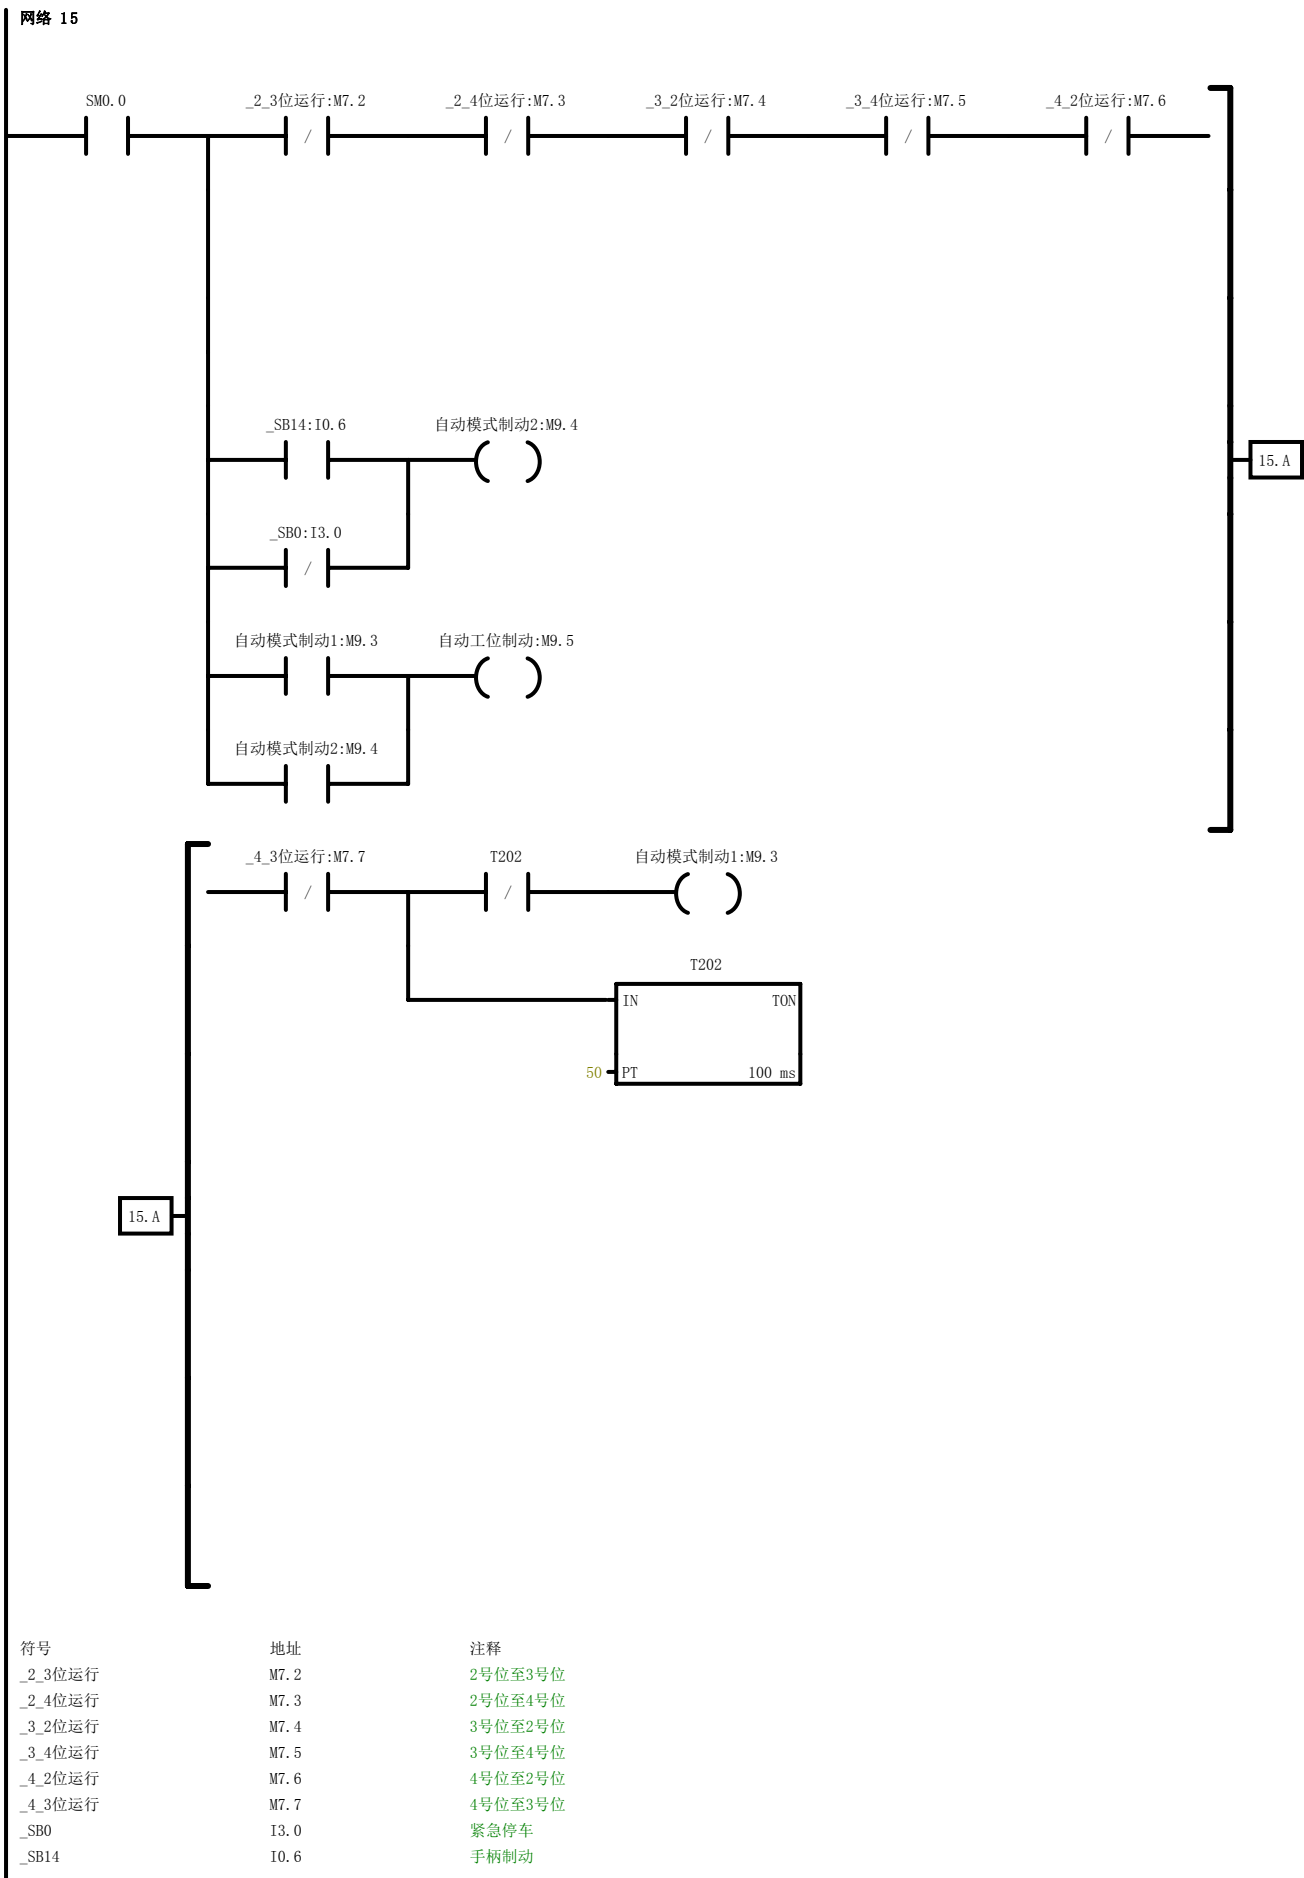 网络 15
SM0.0 _2_3位运行:M7.2 _2_4位运行:M7.3 _3_2位运行:M7.4 _3_4位运行:M7.5 _4_2位运行:M7.6
/ / / / /
_SB14:I0.6 自动模式制动2:M9.4
15.A
_SB0:I3.0
/
自动模式制动1:M9.3 自动工位制动:M9.5
自动模式制动2:M9.4
_4_3位运行:M7.7 T202 自动模式制动1:M9.3
/ /
T202
IN TON
50 PT 100 ms
15.A
符号 地址 注释
_2_3位运行 M7.2 2号位至3号位
_2_4位运行 M7.3 2号位至4号位
_3_2位运行 M7.4 3号位至2号位
_3_4位运行 M7.5 3号位至4号位
_4_2位运行 M7.6 4号位至2号位
_4_3位运行 M7.7 4号位至3号位
_SB0 I3.0 紧急停车
_SB14 I0.6 手柄制动